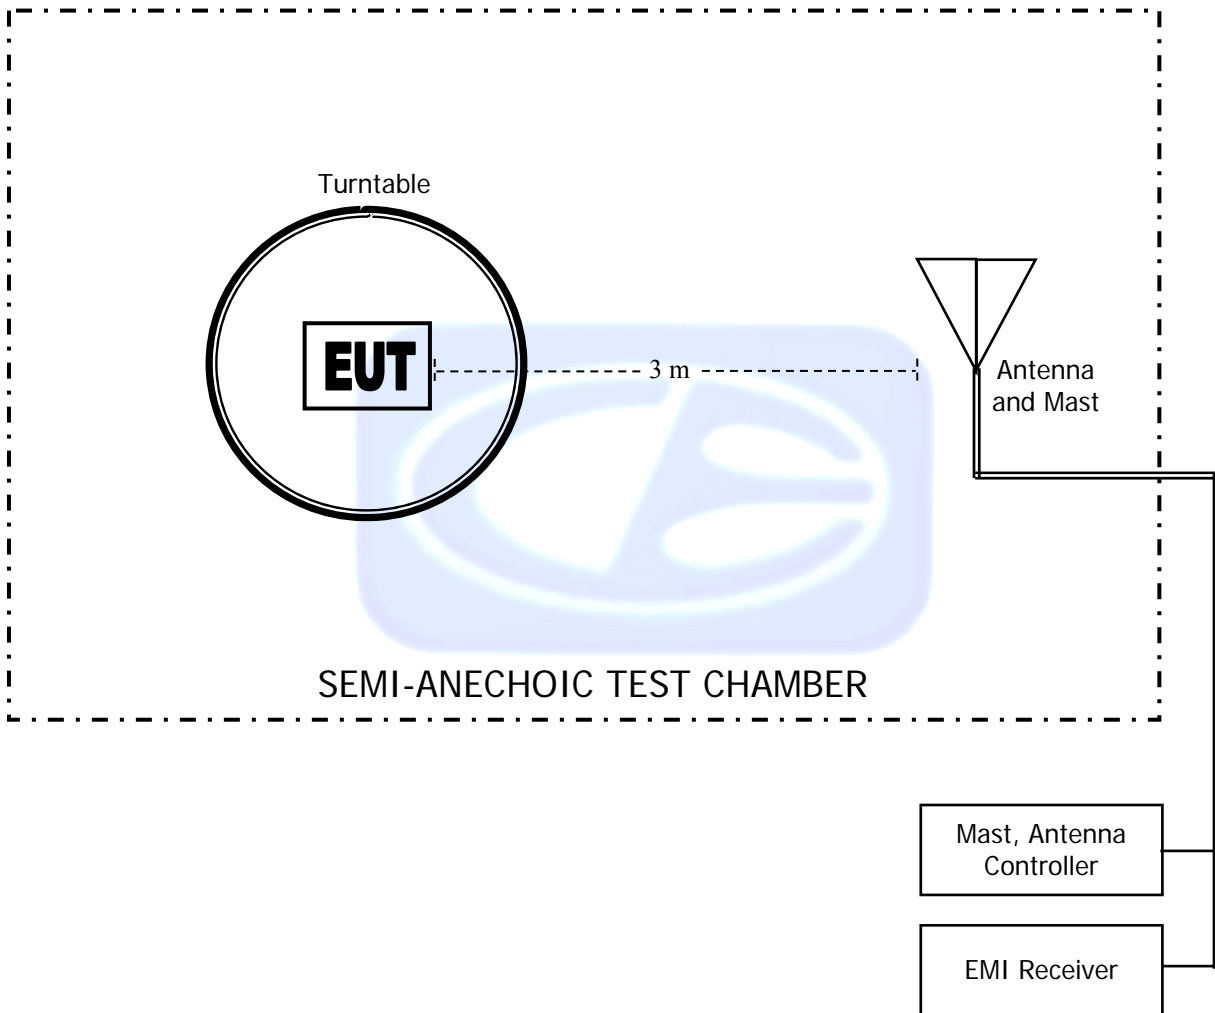 Turntable
EUT
3 m
Antenna
and Mast
SEMI-ANECHOIC TEST CHAMBER
Mast, Antenna
Controller
EMI Receiver